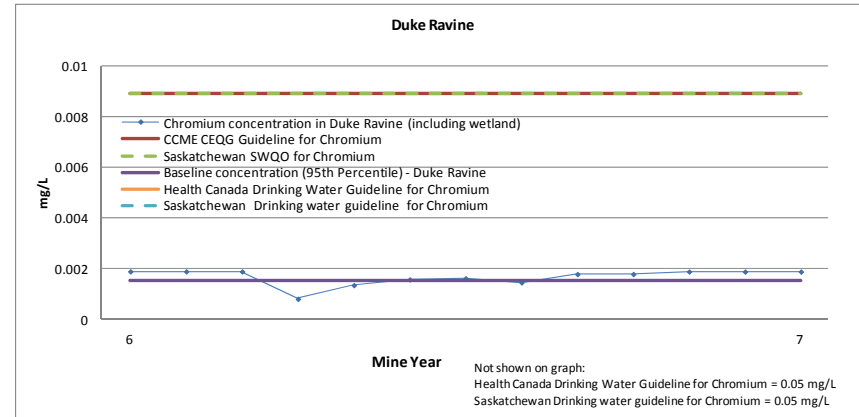 Duke Ravine
0.01
0.008
0.006
0.004
0.002
0
mg/L
Chromium concentration in Duke Ravine (including wetland)
CCME CEQG Guideline for Chromium
Saskatchewan SWQO for Chromium
Baseline concentration (95th Percentile) - Duke Ravine
Health Canada Drinking Water Guideline for Chromium
Saskatchewan Drinking water guideline for Chromium
6
7
Mine Year
Not shown on graph:
Health Canada Drinking Water Guideline for Chromium = 0.05 mg/L
Saskatchewan Drinking water guideline for Chromium = 0.05 mg/L